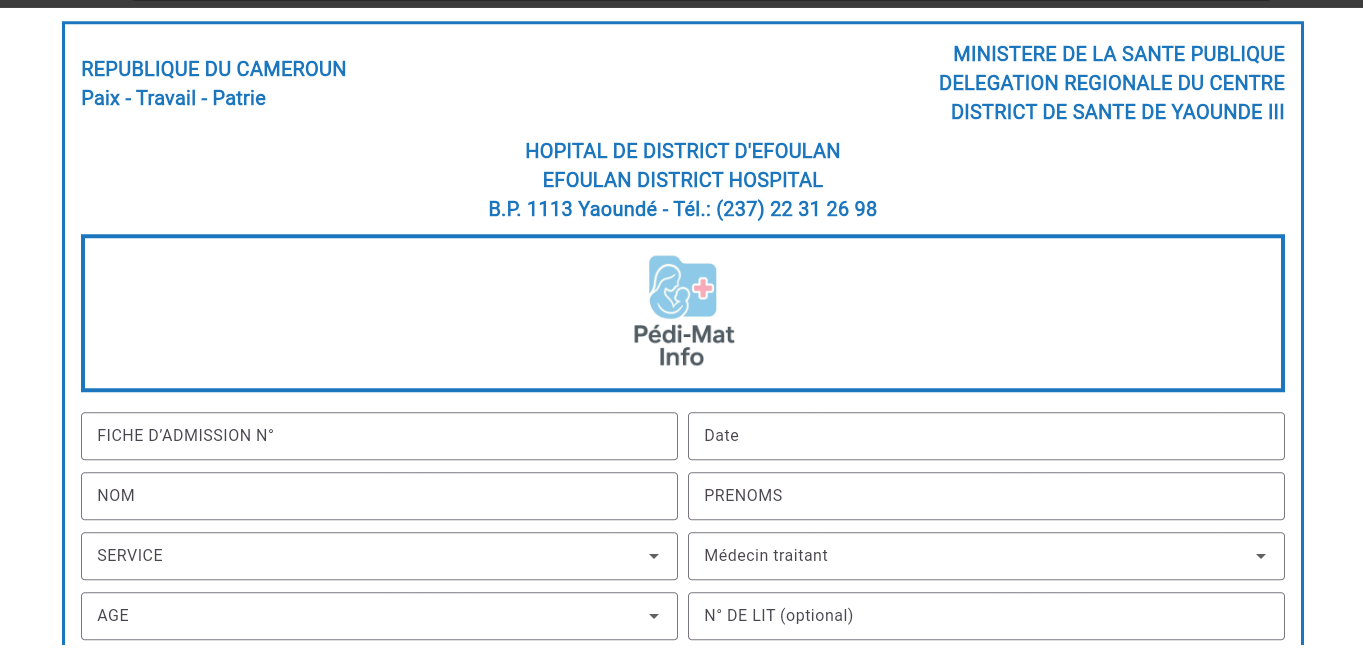 REPUBLIQUE DU CAMEROUN
Paix - Travail - Patrie
MINISTERE DE LA SANTE PUBLIQUE
DELEGATION REGIONALE DU CENTRE
DISTRICT DE SANTE DE YAOUNDE III
HOPITAL DE DISTRICT D'EFOULAN
EFOULAN DISTRICT HOSPITAL
B.P. 1113 Yaoundé - Tél.: (237) 22 31 26 98
Pédi-Mat
Info
FICHE D’ADMISSION N°
Date
NOM
PRENOMS
SERVICE
Médecin traitant
AGE
N° DE LIT (optional)